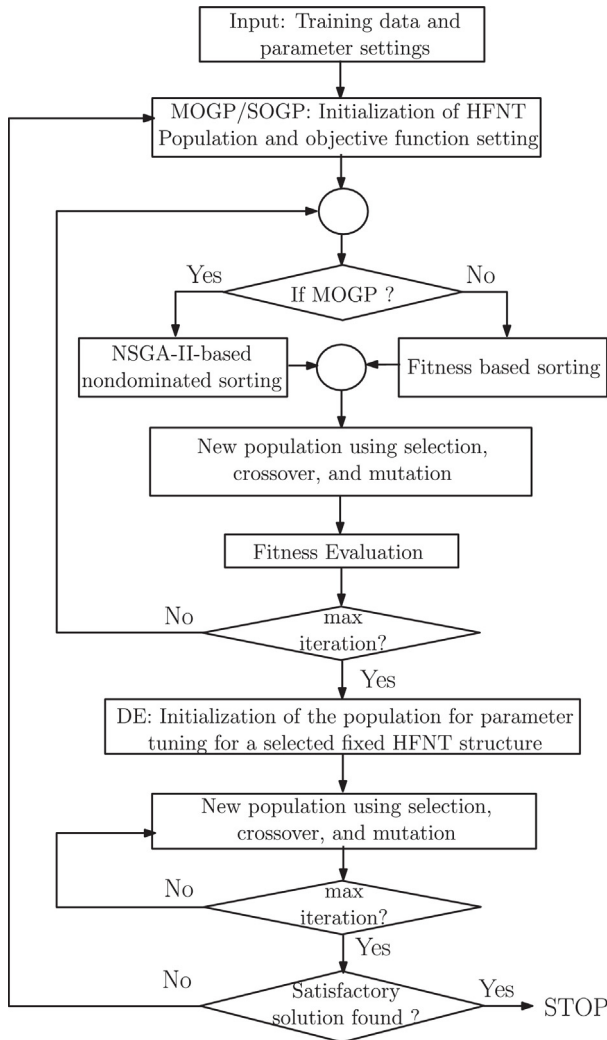 Input: Training data and
parameter settings
MOGP/SOGP: Initialization of HFNT
Population and objective function setting
Yes
No
If MOGP ?
NSGA-II-based
nondominated sorting
Fitness based sorting
New population using selection,
crossover, and mutation
Fitness Evaluation
No
max
iteration?
Yes
DE: Initialization of the population for parameter
tuning for a selected fixed HFNT structure
New population using selection,
crossover, and mutation
No
max
iteration?
Yes
No
Satisfactory
solution found ?
Yes
STOP